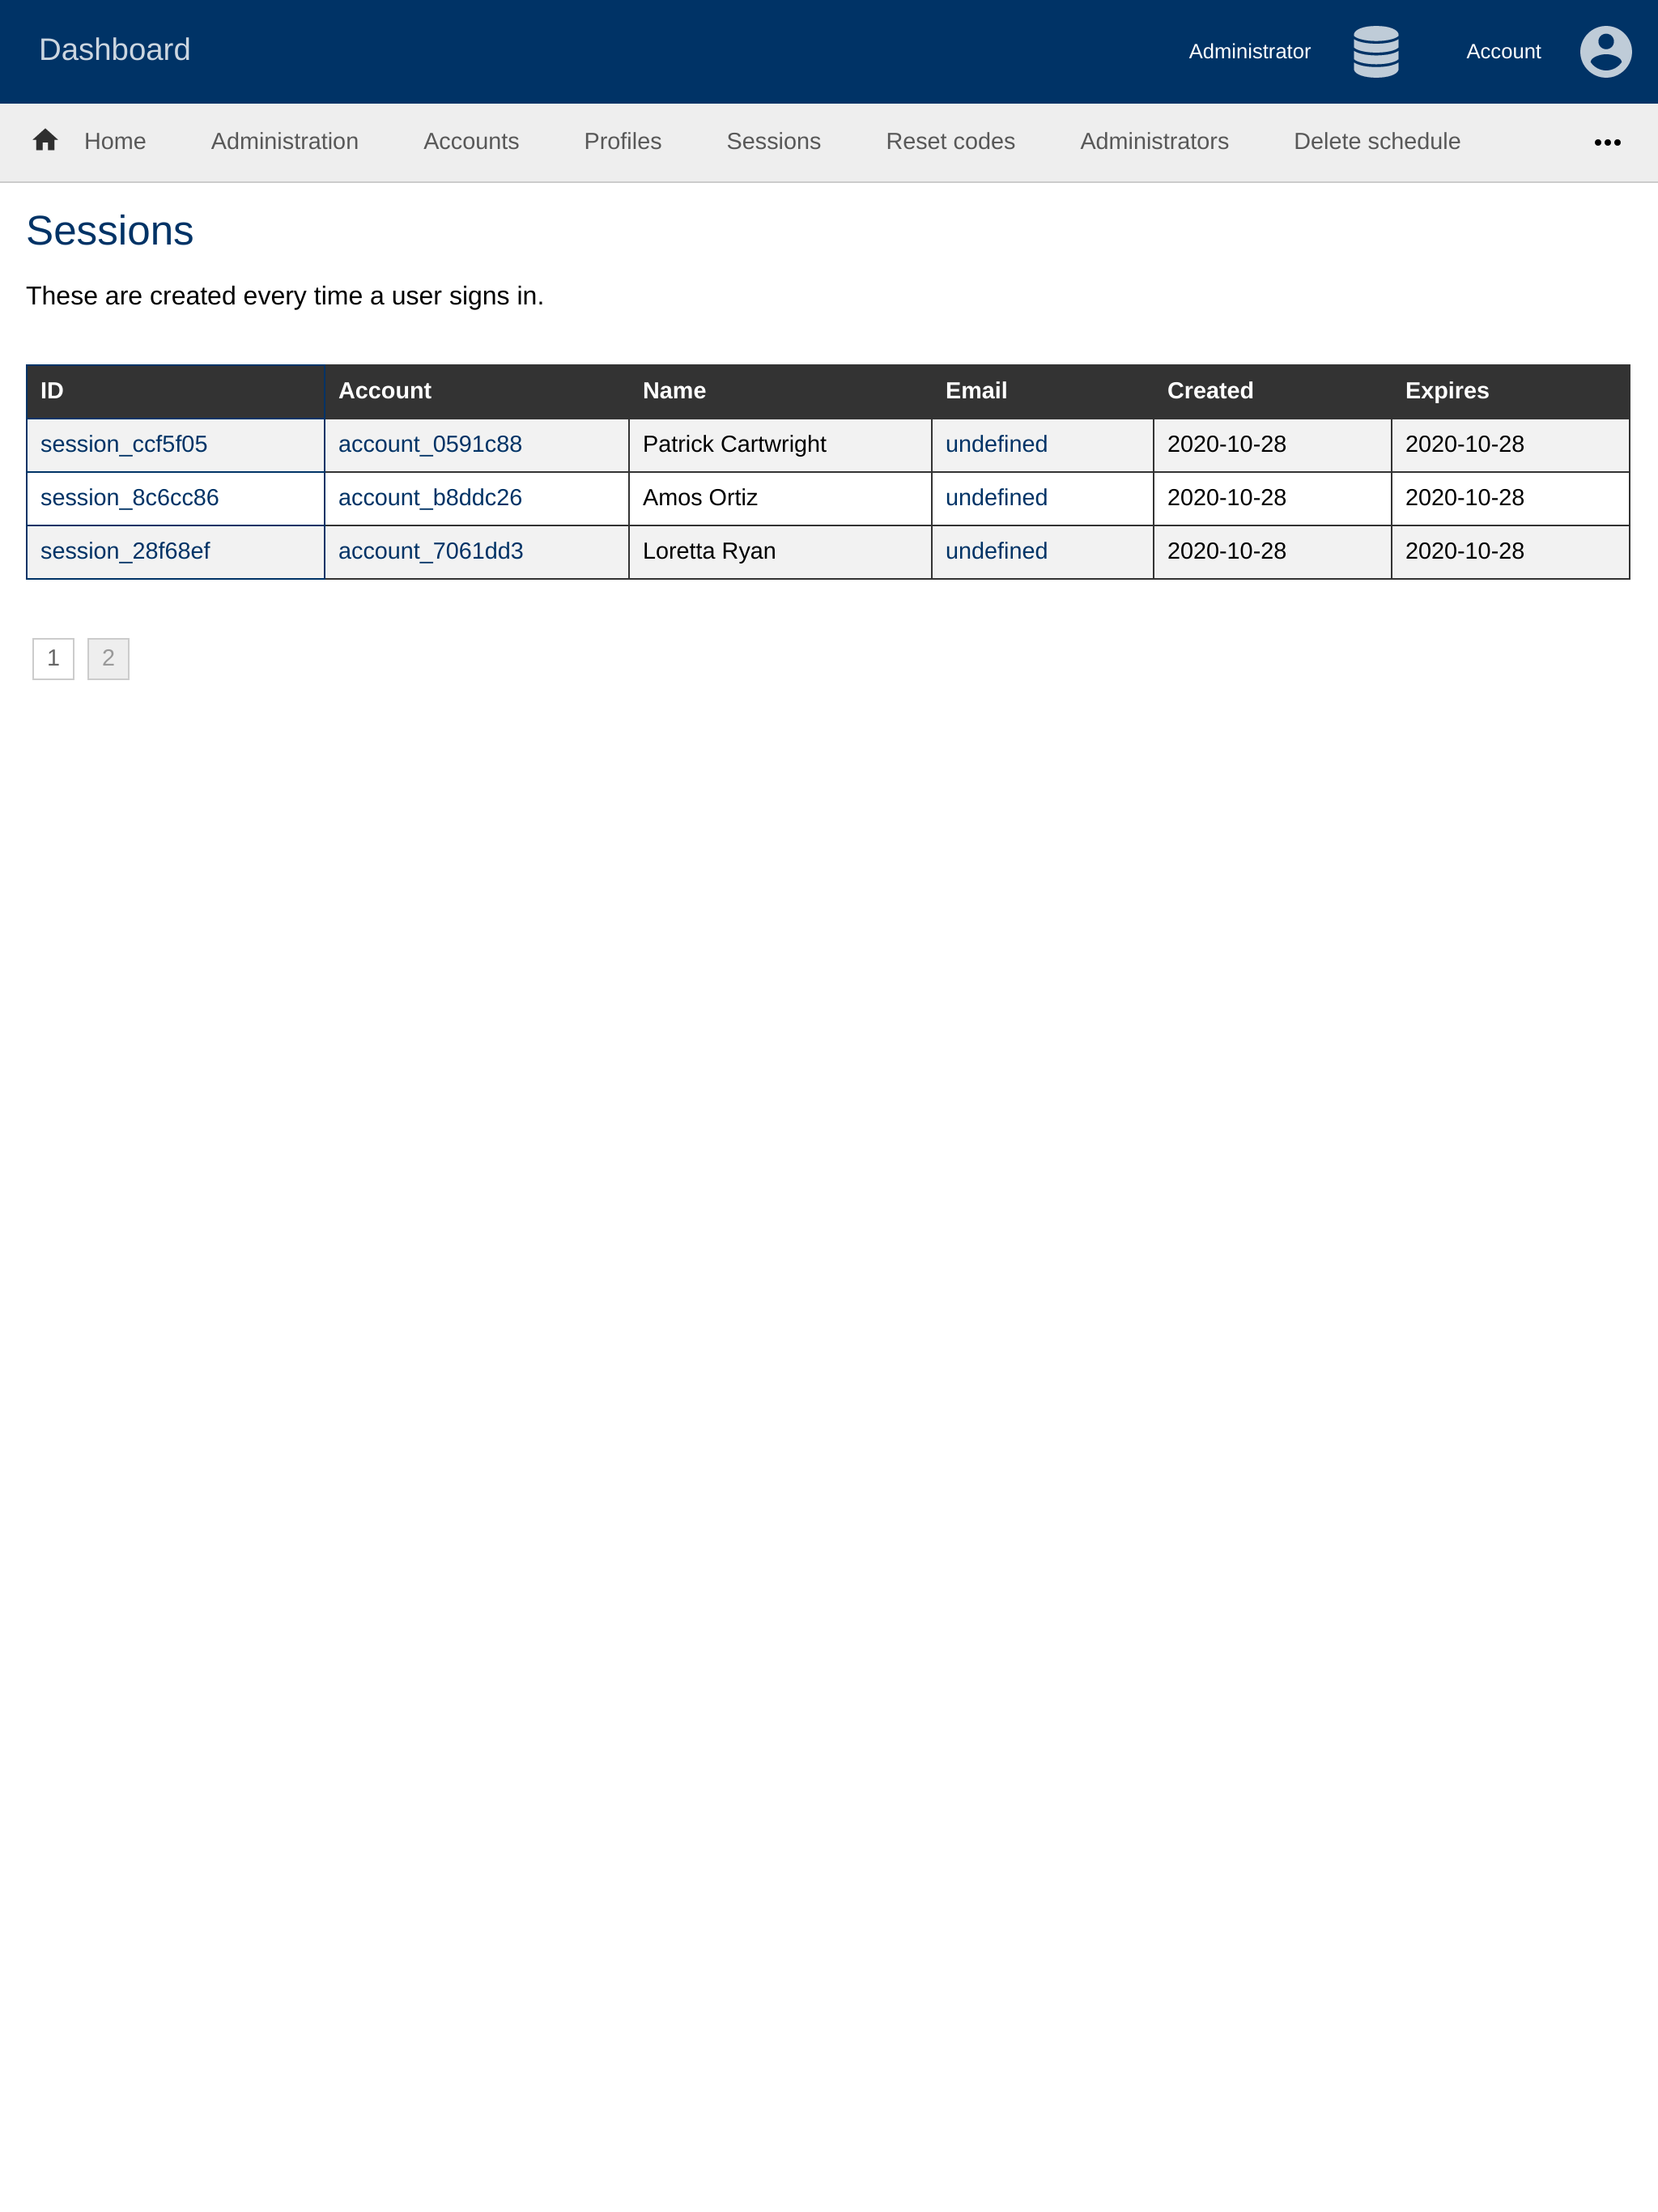 Dashboard
Administrator Account
Home Administration Accounts Profiles Sessions Reset codes Administrators Delete schedule
Sessions
These are created every time a user signs in.
ID Account Name Email Created Expires
session_ccf5f05 account_0591c88 Patrick Cartwright undefined 2020-10-28 2020-10-28
session_8c6cc86 account_b8ddc26 Amos Ortiz undefined 2020-10-28 2020-10-28
session_28f68ef account_7061dd3 Loretta Ryan undefined 2020-10-28 2020-10-28
1 2